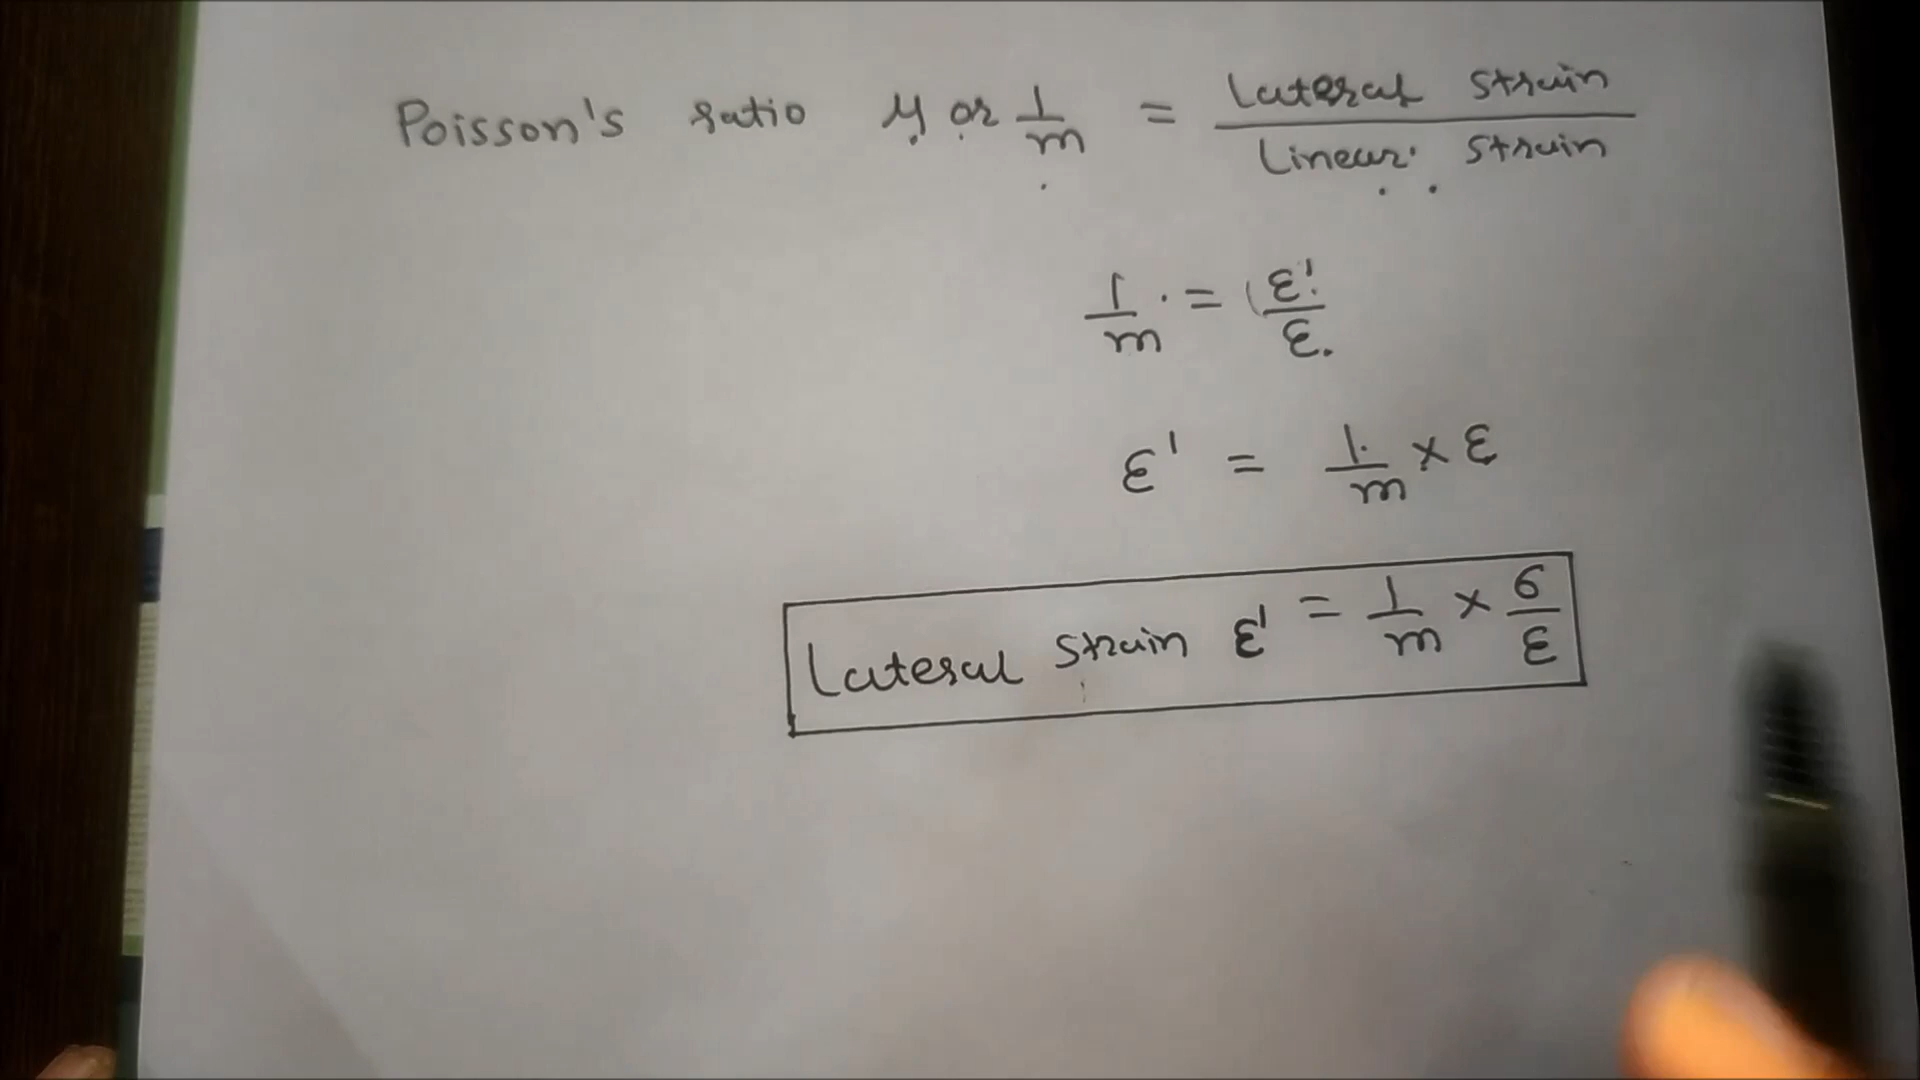 Poisson's ratio μ or 1/m = Lateral Strain / Linear Strain
1/m = ε'/ε
ε' = 1/m × ε
Lateral Strain ε' = 1/m × σ/ε